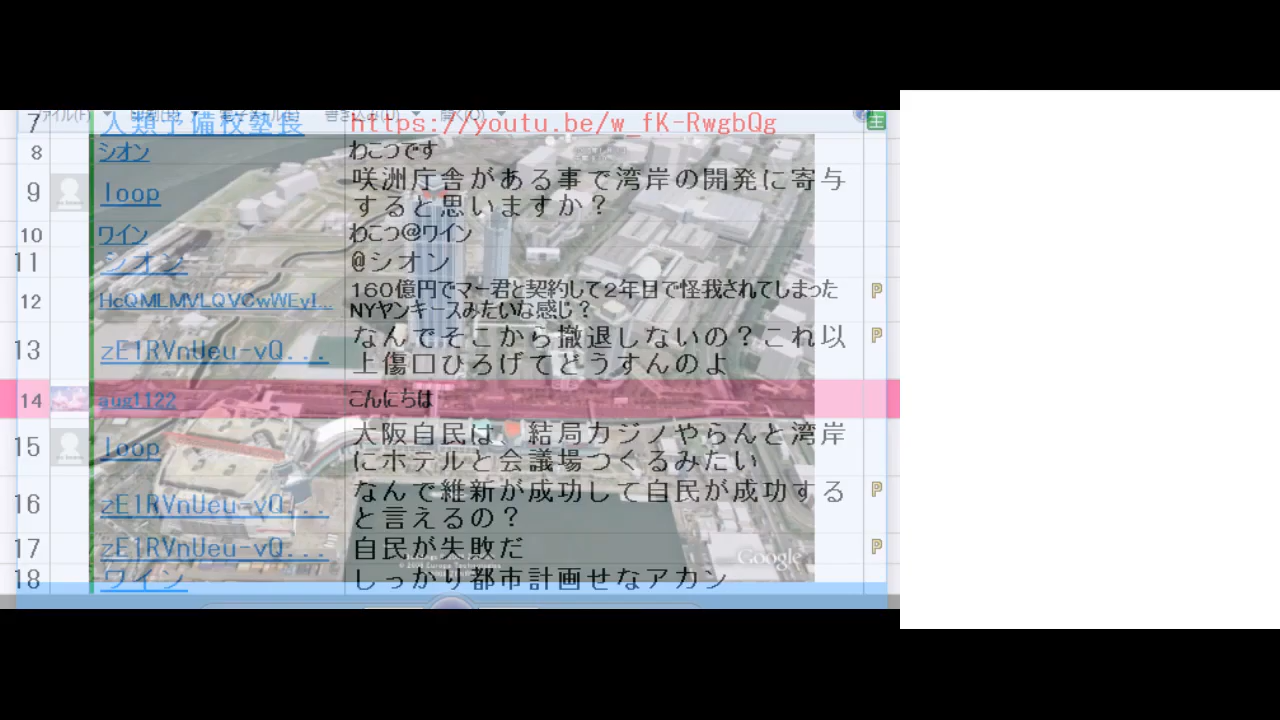 7 人類予備校塾長 https://youtu.be/w_fK-RwgbQg 主
8 シオン わこつです
9 loop 咲洲庁舎がある事で湾岸の開発に寄与
すると思いますか?
10 ワイン わこつ@ワイン
11 シオン @シオン
12 HcQMLMVLQVCwWEyI... 160億円でマー君と契約して2年目で怪我されてしまった P
NYヤンキースみたいな感じ?
13 zE1RVnUeu-vQ... なんでそこから撤退しないの?これ以 P
上傷口ひろげてどうすんのよ
14 aug1122 こんにちは
15 loop 大阪自民は、結局カジノやらんと湾岸
にホテルと会議場つくるみたい
16 zE1RVnUeu-vQ... なんで維新が成功して自民が成功する P
と言えるの?
17 zE1RVnUeu-vQ... 自民が失敗だ P
Google
18 ワイン しっかり都市計画せなアカン